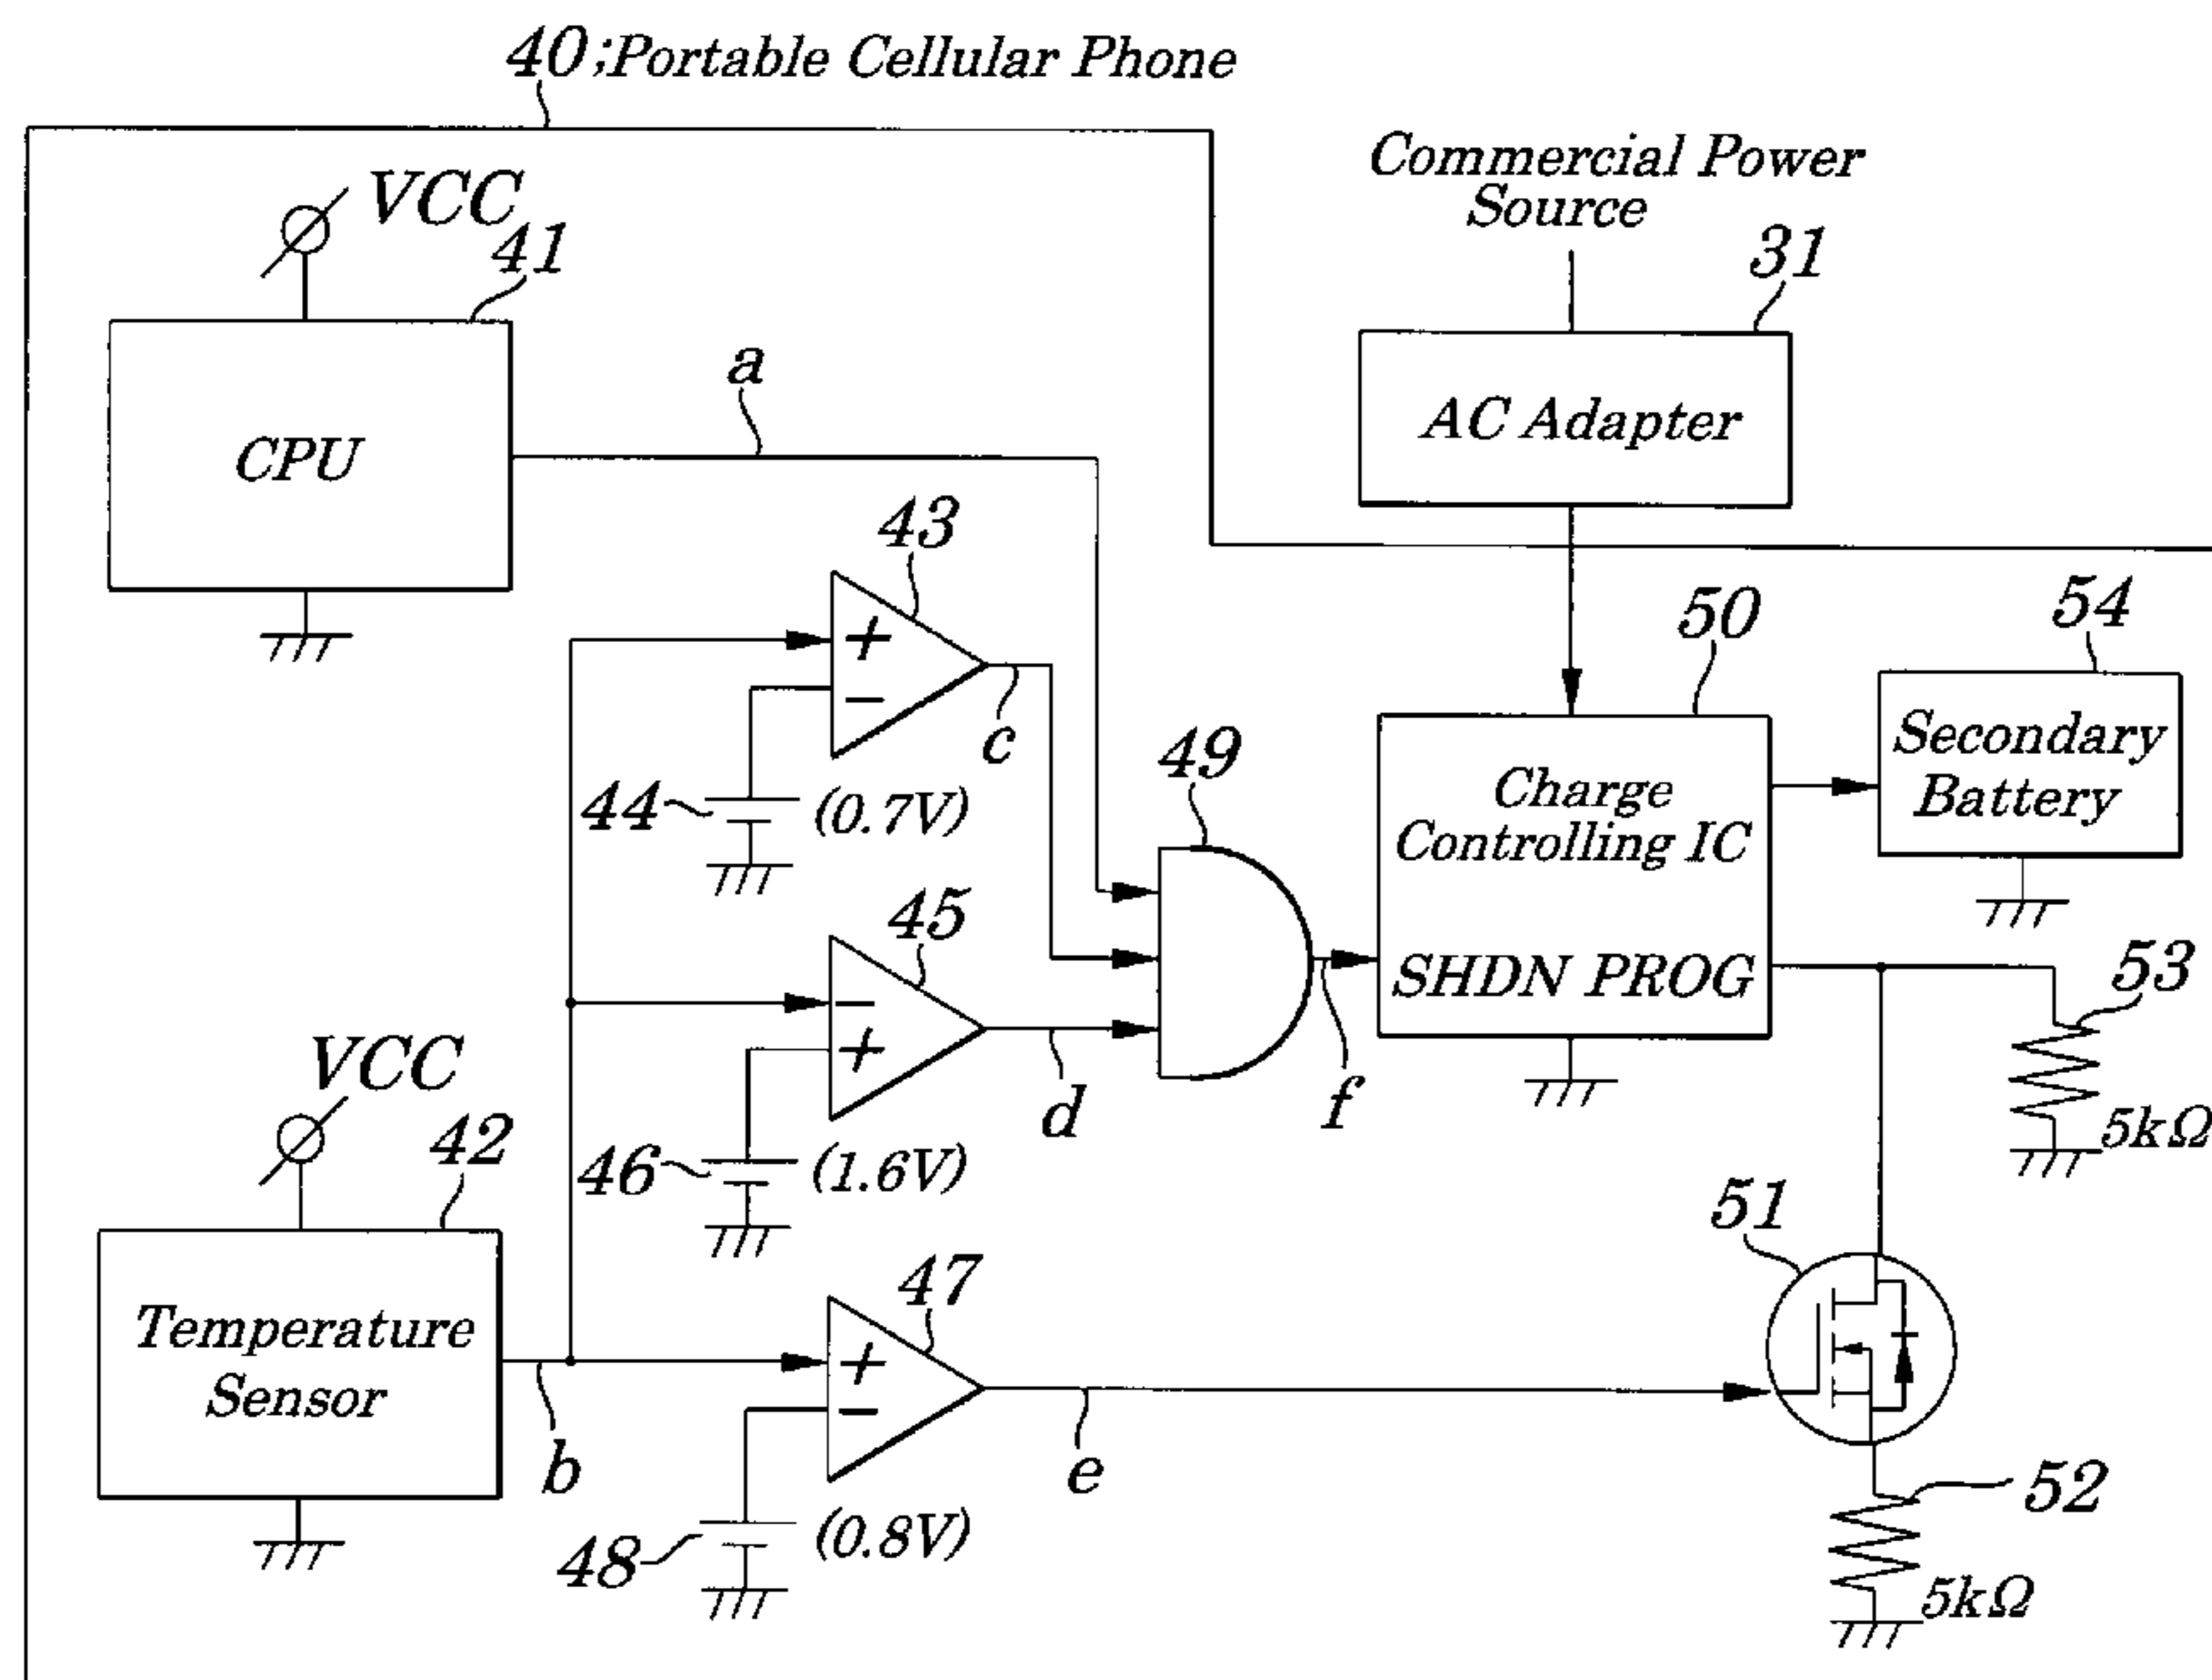 40;Portable Cellular Phone
Commercial Power
Source
VCC
41
31
a
CPU
AC Adapter
43
50
54
+
−
c
Secondary
Battery
49
44
(0.7V)
Charge
Controlling IC
45
SHDN PROG
53
−
+
d
f
VCC
42
46
(1.6V)
5kΩ
51
47
Temperature
Sensor
+
−
b
e
52
48
(0.8V)
5kΩ